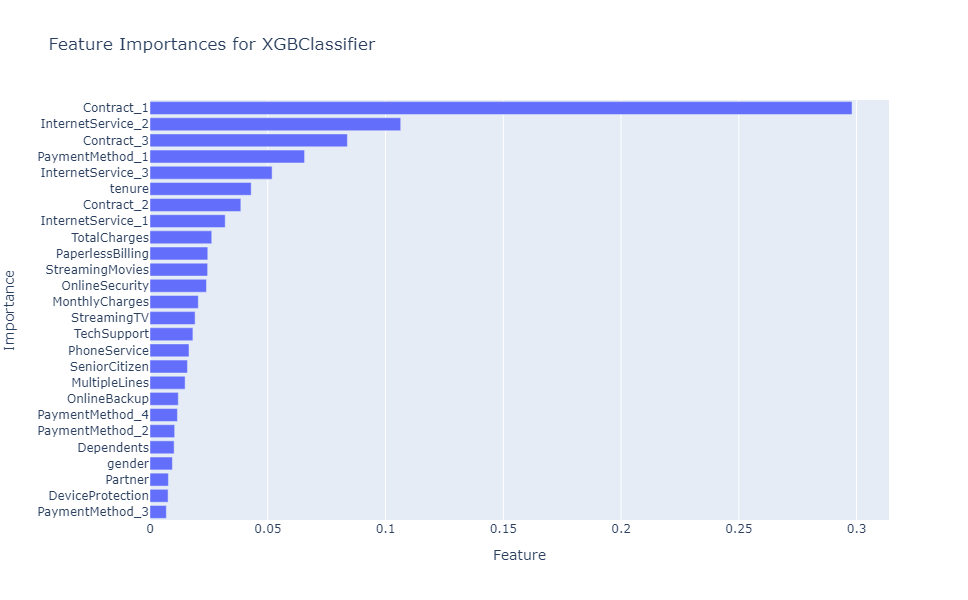 Feature Importances for XGBClassifier
Contract_1
InternetService_2
Contract_3
PaymentMethod_1
InternetService_3
tenure
Contract_2
InternetService_1
TotalCharges
PaperlessBilling
StreamingMovies
OnlineSecurity
MonthlyCharges
StreamingTV
TechSupport
PhoneService
SeniorCitizen
MultipleLines
OnlineBackup
PaymentMethod_4
PaymentMethod_2
Dependents
gender
Partner
DeviceProtection
PaymentMethod_3
Importance
0 0.05 0.1 0.15 0.2 0.25 0.3
Feature